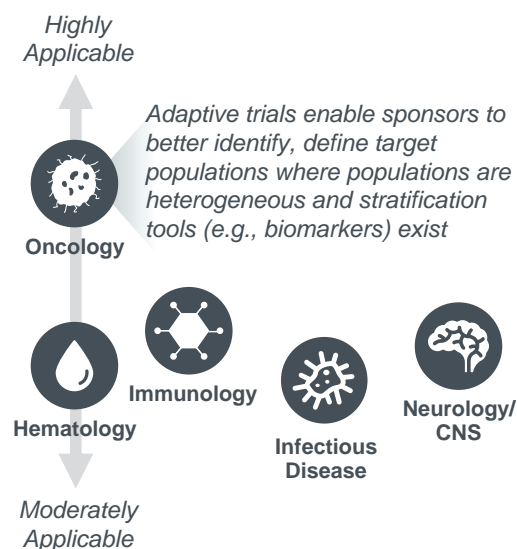 Highly
Applicable
Adaptive trials enable sponsors to
better identify, define target
populations where populations are
heterogeneous and stratification
tools (e.g., biomarkers) exist
Oncology
Immunology
Hematology
Infectious
Disease
Neurology/
CNS
Moderately
Applicable